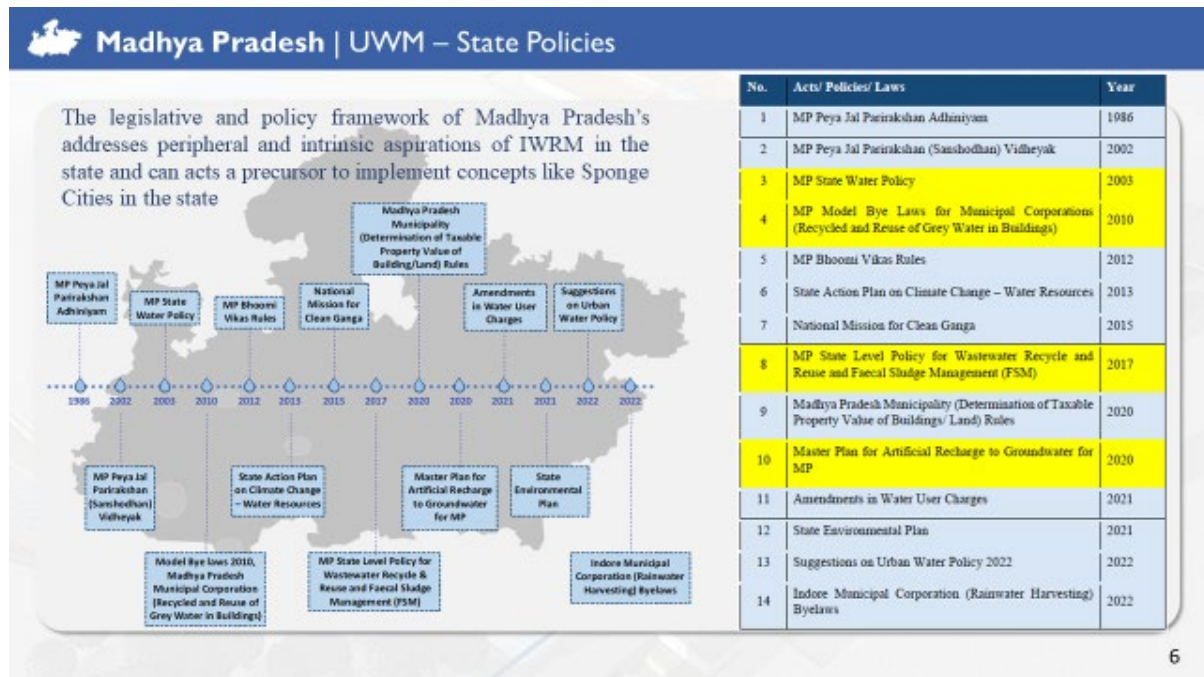 Madhya Pradesh | UWM – State Policies
The legislative and policy framework of Madhya Pradesh's
addresses peripheral and intrinsic aspirations of IWRM in the
state and can acts a precursor to implement concepts like Sponge
Cities in the state
MP Peya Jal
Parirakshan
Adhiniyam
MP State
Water Policy
MP Bhoomi
Vikas Rules
National
Mission for
Clean Ganga
Madhya Pradesh
Municipality
(Determination of Taxable
Property Value of
Building/Land) Rules
Amendments
in Water User
Charges
Suggestions
on Urban
Water Policy
1986 2002 2003 2010 2012 2013 2015 2017 2020 2020 2021 2021 2022 2022
MP Peya Jal
Parirakshan
(Sanshodhan)
Vidheyak
State Action Plan
on Climate Change
– Water Resources
Master Plan for
Artificial Recharge
to Groundwater
for MP
State
Environmental
Plan
Model Bye laws 2010,
Madhya Pradesh
Municipal Corporation
(Recycled and Reuse of
Grey Water in Buildings)
MP State Level Policy for
Wastewater Recycle &
Reuse and Faecal Sludge
Management (FSM)
Indore Municipal
Corporation (Rainwater
Harvesting) Byelaws
No. Acts/ Policies/ Laws Year
1 MP Peya Jal Parirakshan Adhiniyam 1986
2 MP Peya Jal Parirakshan (Sanshodhan) Vidheyak 2002
3 MP State Water Policy 2003
4 MP Model Bye Laws for Municipal Corporations
(Recycled and Reuse of Grey Water in Buildings) 2010
5 MP Bhoomi Vikas Rules 2012
6 State Action Plan on Climate Change – Water Resources 2013
7 National Mission for Clean Ganga 2015
8 MP State Level Policy for Wastewater Recycle and
Reuse and Faecal Sludge Management (FSM) 2017
9 Madhya Pradesh Municipality (Determination of Taxable
Property Value of Buildings/ Land) Rules 2020
10 Master Plan for Artificial Recharge to Groundwater for
MP 2020
11 Amendments in Water User Charges 2021
12 State Environmental Plan 2021
13 Suggestions on Urban Water Policy 2022 2022
14 Indore Municipal Corporation (Rainwater Harvesting)
Byelaws 2022
6